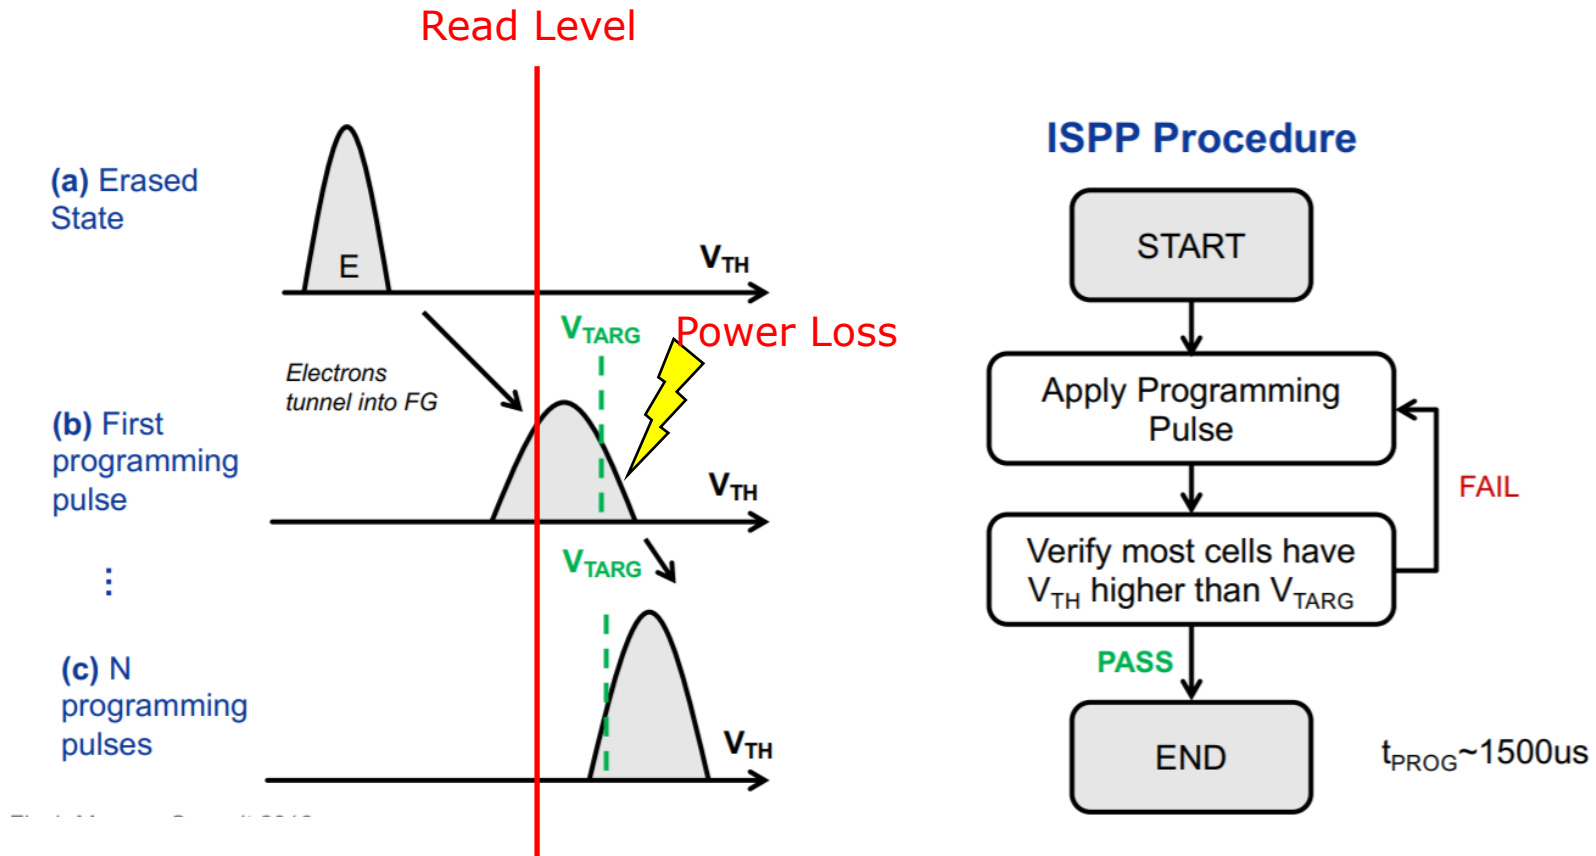 Read Level
(a) Erased
State
E
VTH
Electrons
tunnel into FG
VTARG
Power Loss
(b) First
programming
pulse
VTH
⋮
VTARG
(c) N
programming
pulses
VTH
ISPP Procedure
START
Apply Programming
Pulse
FAIL
Verify most cells have
VTH higher than VTARG
PASS
END
tPROG~1500us